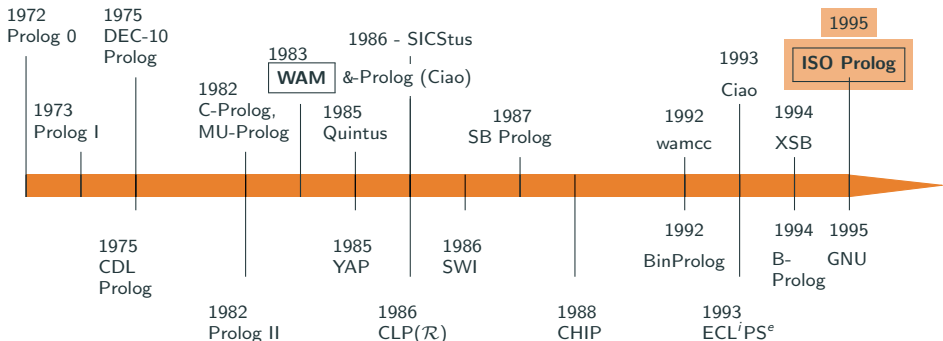 1972
Prolog 0
1973
Prolog I
1975
DEC-10
Prolog
1982
C-Prolog,
MU-Prolog
1983
WAM
1986 - SICStus
&-Prolog (Ciao)
1985
Quintus
1987
SB Prolog
1992
wamcc
1993
Ciao
1994
XSB
1995
ISO Prolog
1975
CDL
Prolog
1982
Prolog II
1985
YAP
1986
CLP(ℛ)
1986
SWI
1988
CHIP
1992
BinProlog
1993
ECLⁱPSᵉ
1994
B-
Prolog
1995
GNU